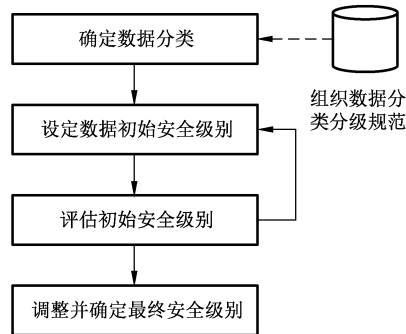 确定数据分类
组织数据分
类分级规范
设定数据初始安全级别
评估初始安全级别
调整并确定最终安全级别